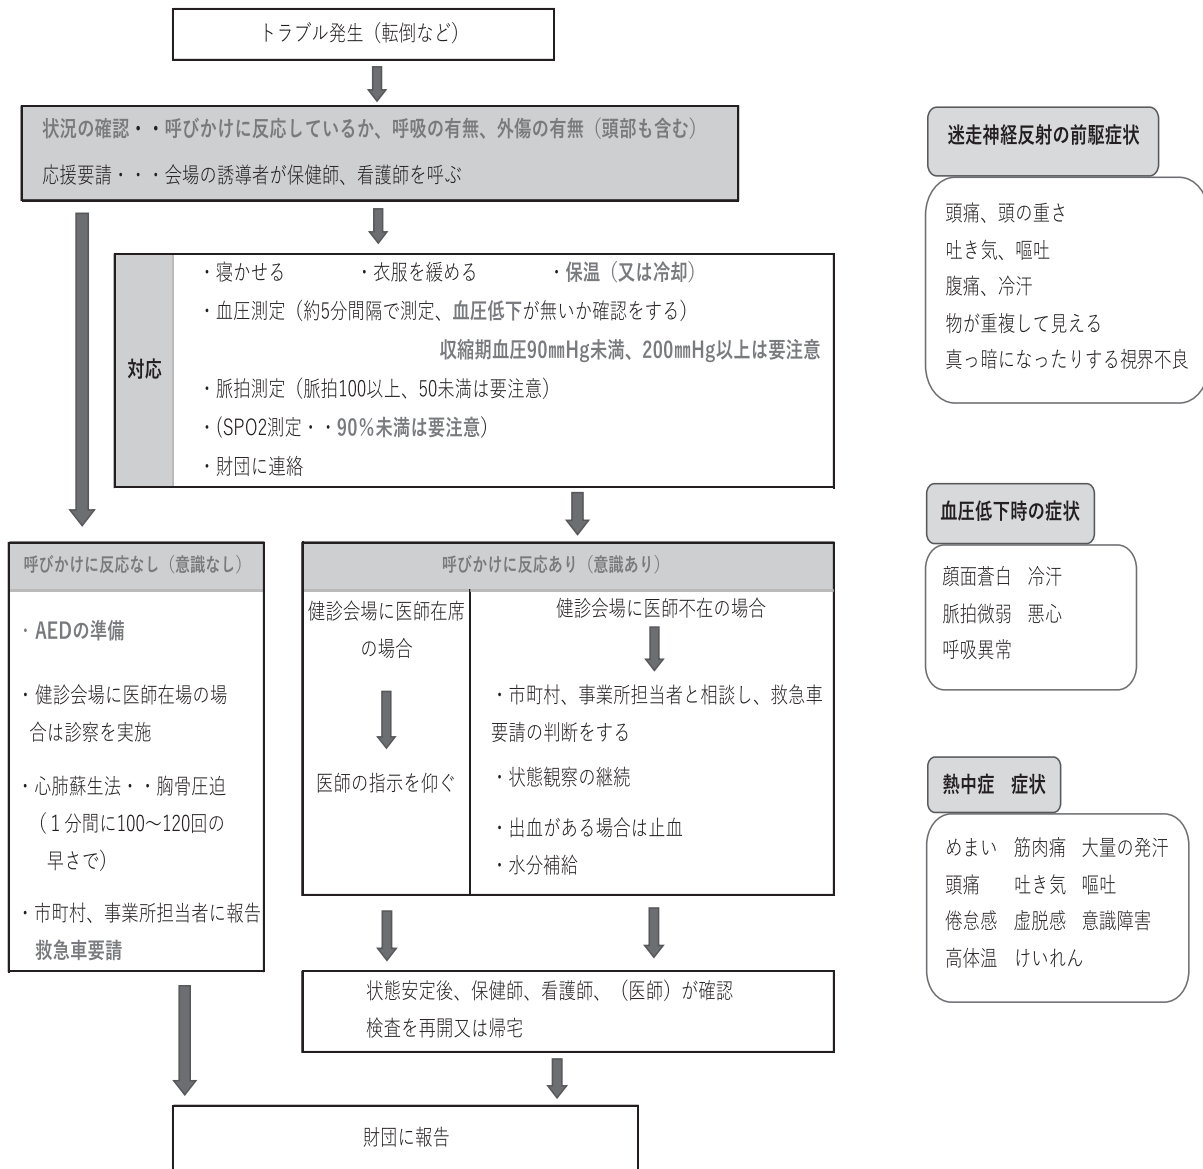 トラブル発生（転倒など）
状況の確認・・呼びかけに反応しているか、呼吸の有無、外傷の有無（頭部も含む）
応援要請・・・会場の誘導者が保健師、看護師を呼ぶ
対応
・寝かせる ・衣服を緩める ・保温（又は冷却）
・血圧測定（約5分間隔で測定、血圧低下が無いか確認をする）
収縮期血圧90㎜Hg未満、200㎜Hg以上は要注意
・脈拍測定（脈拍100以上、50未満は要注意）
・(SPO2測定・・90％未満は要注意）
・財団に連絡
呼びかけに反応なし（意識なし）
・AEDの準備
・健診会場に医師在場の場
合は診察を実施
・心肺蘇生法・・胸骨圧迫
（１分間に100～120回の
早さで）
・市町村、事業所担当者に報告
救急車要請
呼びかけに反応あり（意識あり）
健診会場に医師在席
の場合
医師の指示を仰ぐ
健診会場に医師不在の場合
・市町村、事業所担当者と相談し、救急車
要請の判断をする
・状態観察の継続
・出血がある場合は止血
・水分補給
状態安定後、保健師、看護師、（医師）が確認
検査を再開又は帰宅
財団に報告
迷走神経反射の前駆症状
頭痛、頭の重さ
吐き気、嘔吐
腹痛、冷汗
物が重複して見える
真っ暗になったりする視界不良
血圧低下時の症状
顔面蒼白 冷汗
脈拍微弱 悪心
呼吸異常
熱中症 症状
めまい 筋肉痛 大量の発汗
頭痛 吐き気 嘔吐
倦怠感 虚脱感 意識障害
高体温 けいれん